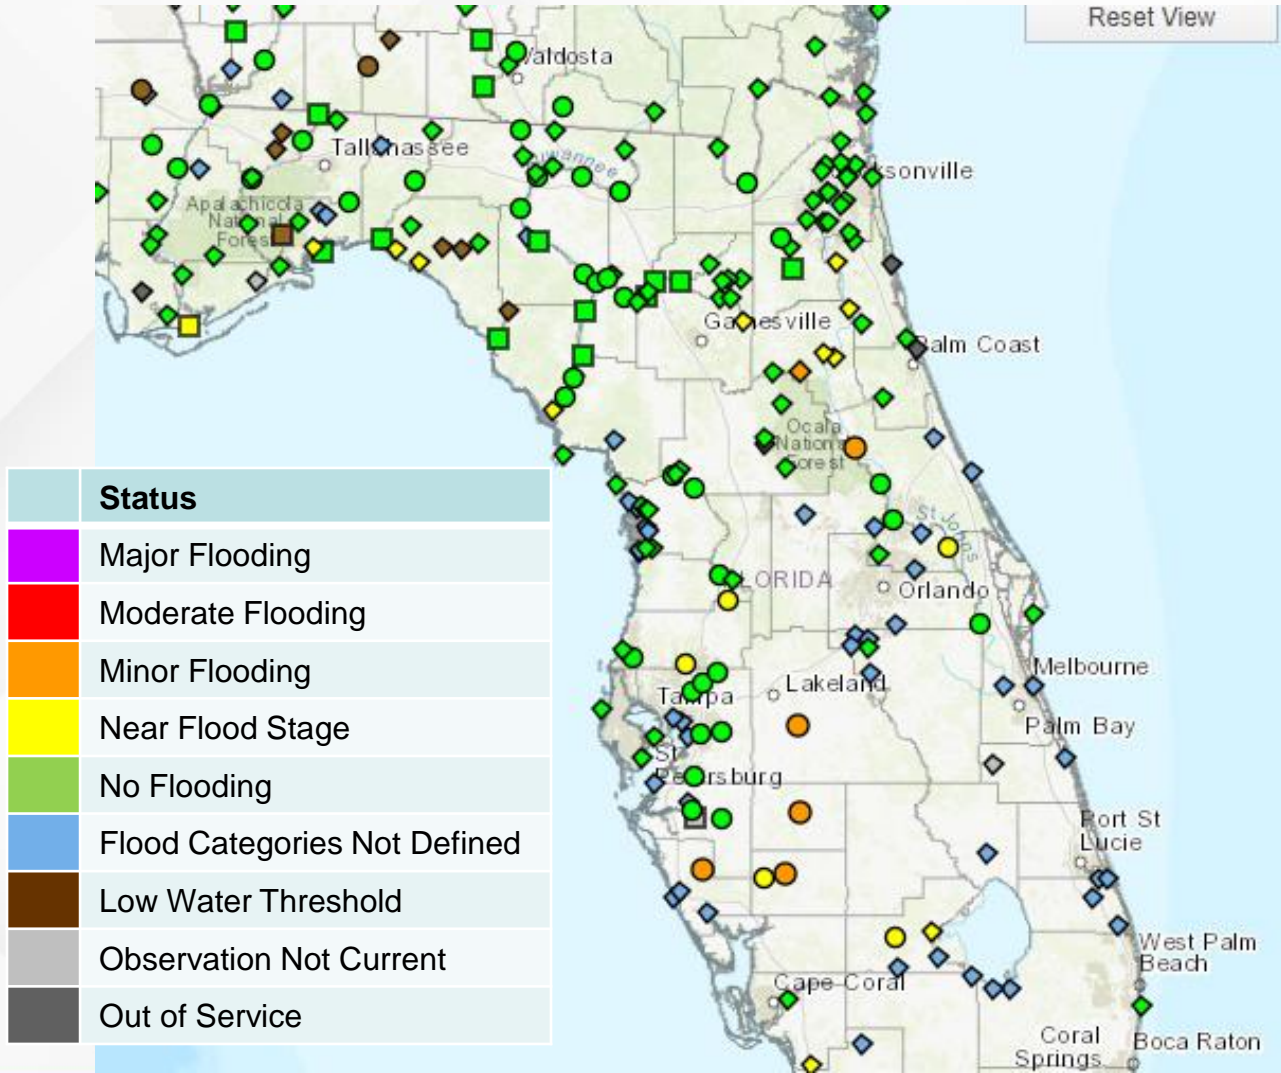 Reset View
Valdosta
Tallahassee
Suwannee
Jacksonville
Apalachicola
National
Forest
Gainesville
Palm Coast
Ocala
National
Forest
St Johns
FLORIDA
Orlando
Melbourne
Lakeland
Tampa
Palm Bay
St
Petersburg
Port St
Lucie
West Palm
Beach
Cape Coral
Coral
Springs
Boca Raton
Status
Major Flooding
Moderate Flooding
Minor Flooding
Near Flood Stage
No Flooding
Flood Categories Not Defined
Low Water Threshold
Observation Not Current
Out of Service